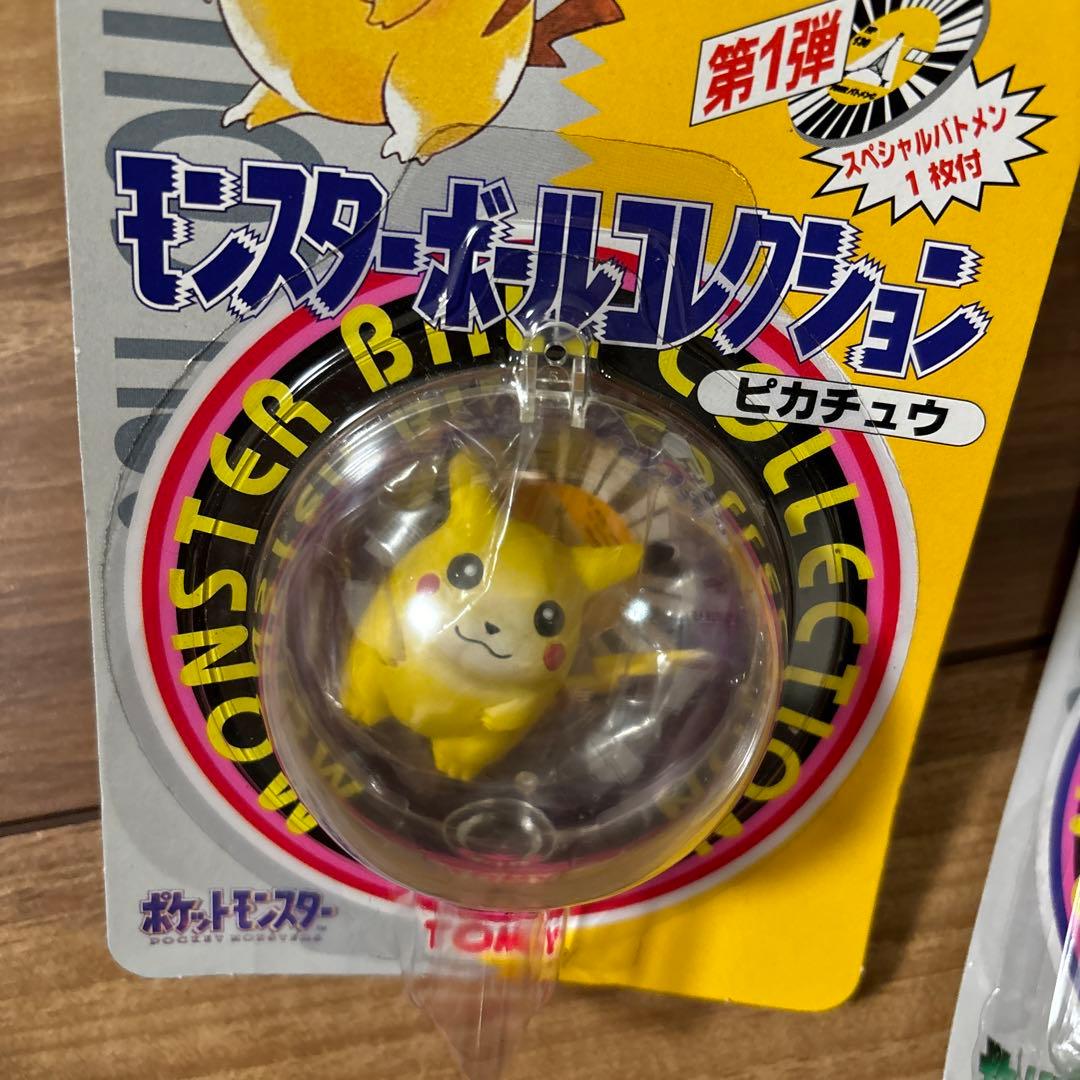 第1弾
スペシャルバトメン
1枚付
モンスターボールコレクション
ピカチュウ
MONSTER BALL COLLECTION
ポケットモンスター
POCKET MONSTERS
TOMY